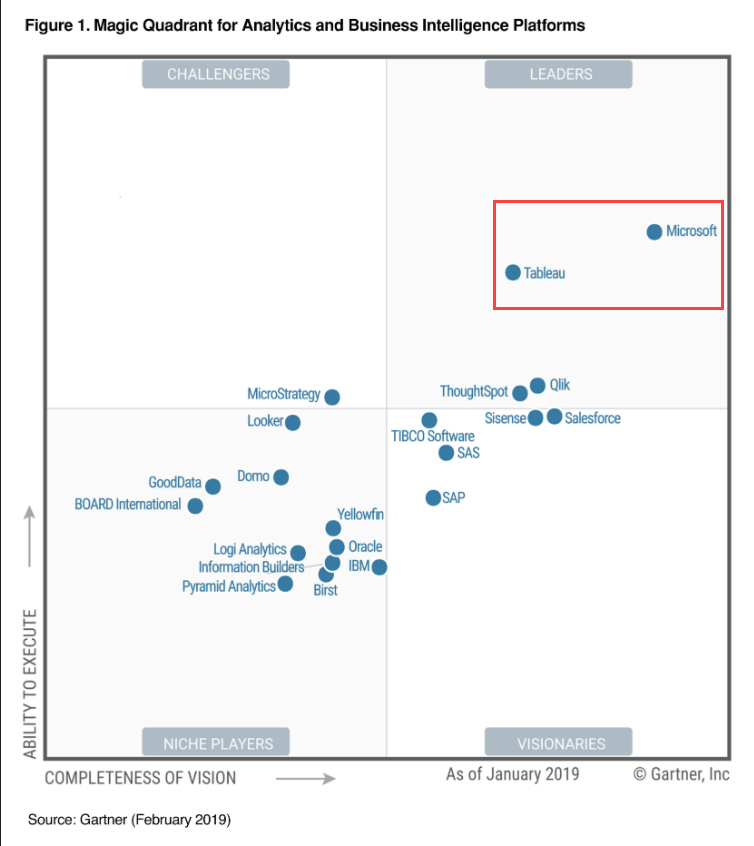 Figure 1. Magic Quadrant for Analytics and Business Intelligence Platforms
CHALLENGERS
LEADERS
Microsoft
Tableau
MicroStrategy
ThoughtSpot
Qlik
Looker
Sisense
Salesforce
TIBCO Software
SAS
GoodData
Domo
BOARD International
SAP
Yellowfin
Logi Analytics
Oracle
Information Builders
IBM
Pyramid Analytics
Birst
ABILITY TO EXECUTE
NICHE PLAYERS
VISIONARIES
COMPLETENESS OF VISION
As of January 2019
© Gartner, Inc
Source: Gartner (February 2019)